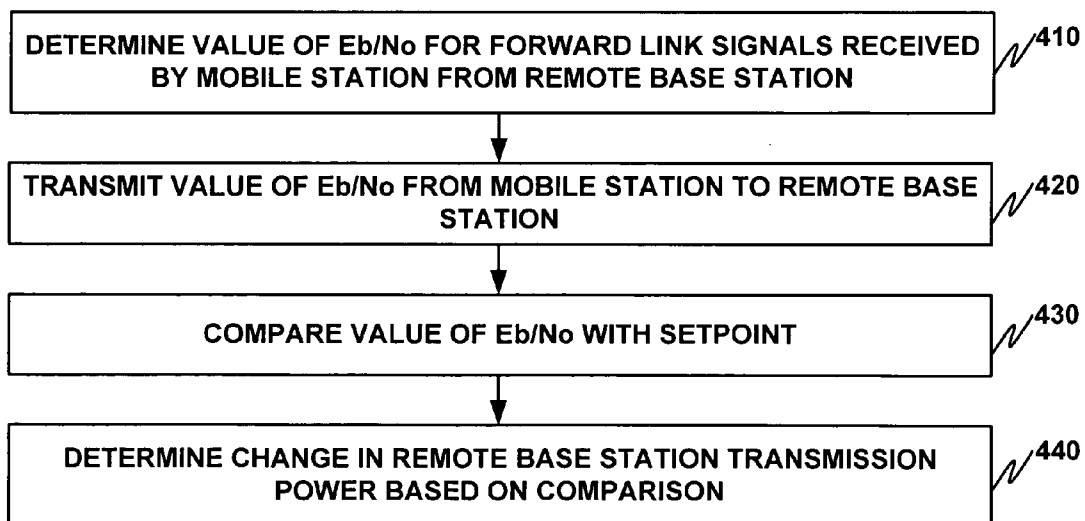 DETERMINE VALUE OF Eb/No FOR FORWARD LINK SIGNALS RECEIVED
BY MOBILE STATION FROM REMOTE BASE STATION
410
TRANSMIT VALUE OF Eb/No FROM MOBILE STATION TO REMOTE BASE
STATION
420
COMPARE VALUE OF Eb/No WITH SETPOINT
430
DETERMINE CHANGE IN REMOTE BASE STATION TRANSMISSION
POWER BASED ON COMPARISON
440